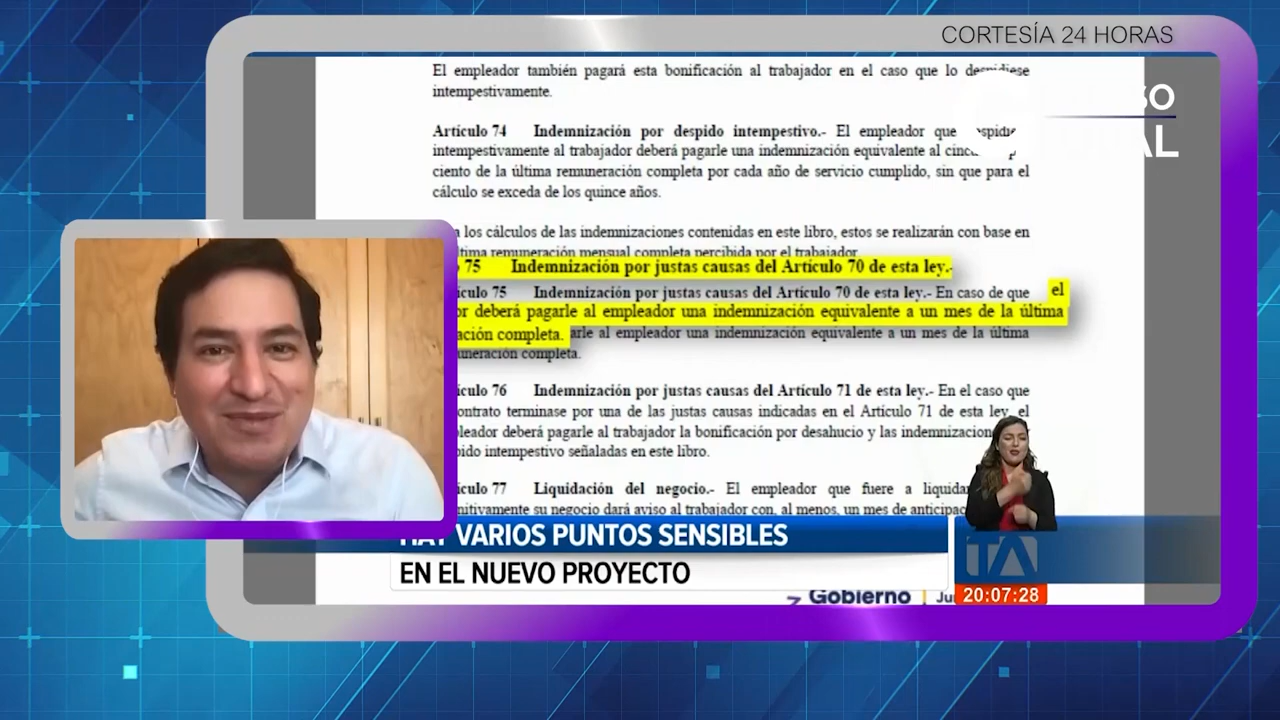 CORTESÍA 24 HORAS
El empleador también pagará esta bonificación al trabajador en el caso que lo despidiese
intempestivamente.
Artículo 74 Indemnización por despido intempestivo.- El empleador que
intempestivamente al trabajador deberá pagarle una indemnización equivalente al
ciento de la última remuneración completa por cada año de servicio cumplido, sin que para el
cálculo se exceda de los quince años.
los cálculos de las indemnizaciones contenidas en este libro, estos se realizarán con base en
última remuneración mensual completa percibida por el trabajador.
75 Indemnización por justas causas del Artículo 70 de esta ley.-
75 Indemnización por justas causas del Artículo 70 de esta ley.- En caso de que el
deberá pagarle al empleador una indemnización equivalente a un mes de la última
completa.
al empleador una indemnización equivalente a un mes de la última
completa.
76 Indemnización por justas causas del Artículo 71 de esta ley.- En el caso que
contrato terminase por una de las justas causas indicadas en el Artículo 71 de esta ley, el
deberá pagarle al trabajador la bonificación por desahucio y las
intempestivo señaladas en este libro.
77 Liquidación del negocio.- El empleador que fuere a
su negocio dará aviso al trabajador con, al menos, un mes de
HAY VARIOS PUNTOS SENSIBLES
EN EL NUEVO PROYECTO
TA
Gobierno
20:07:28